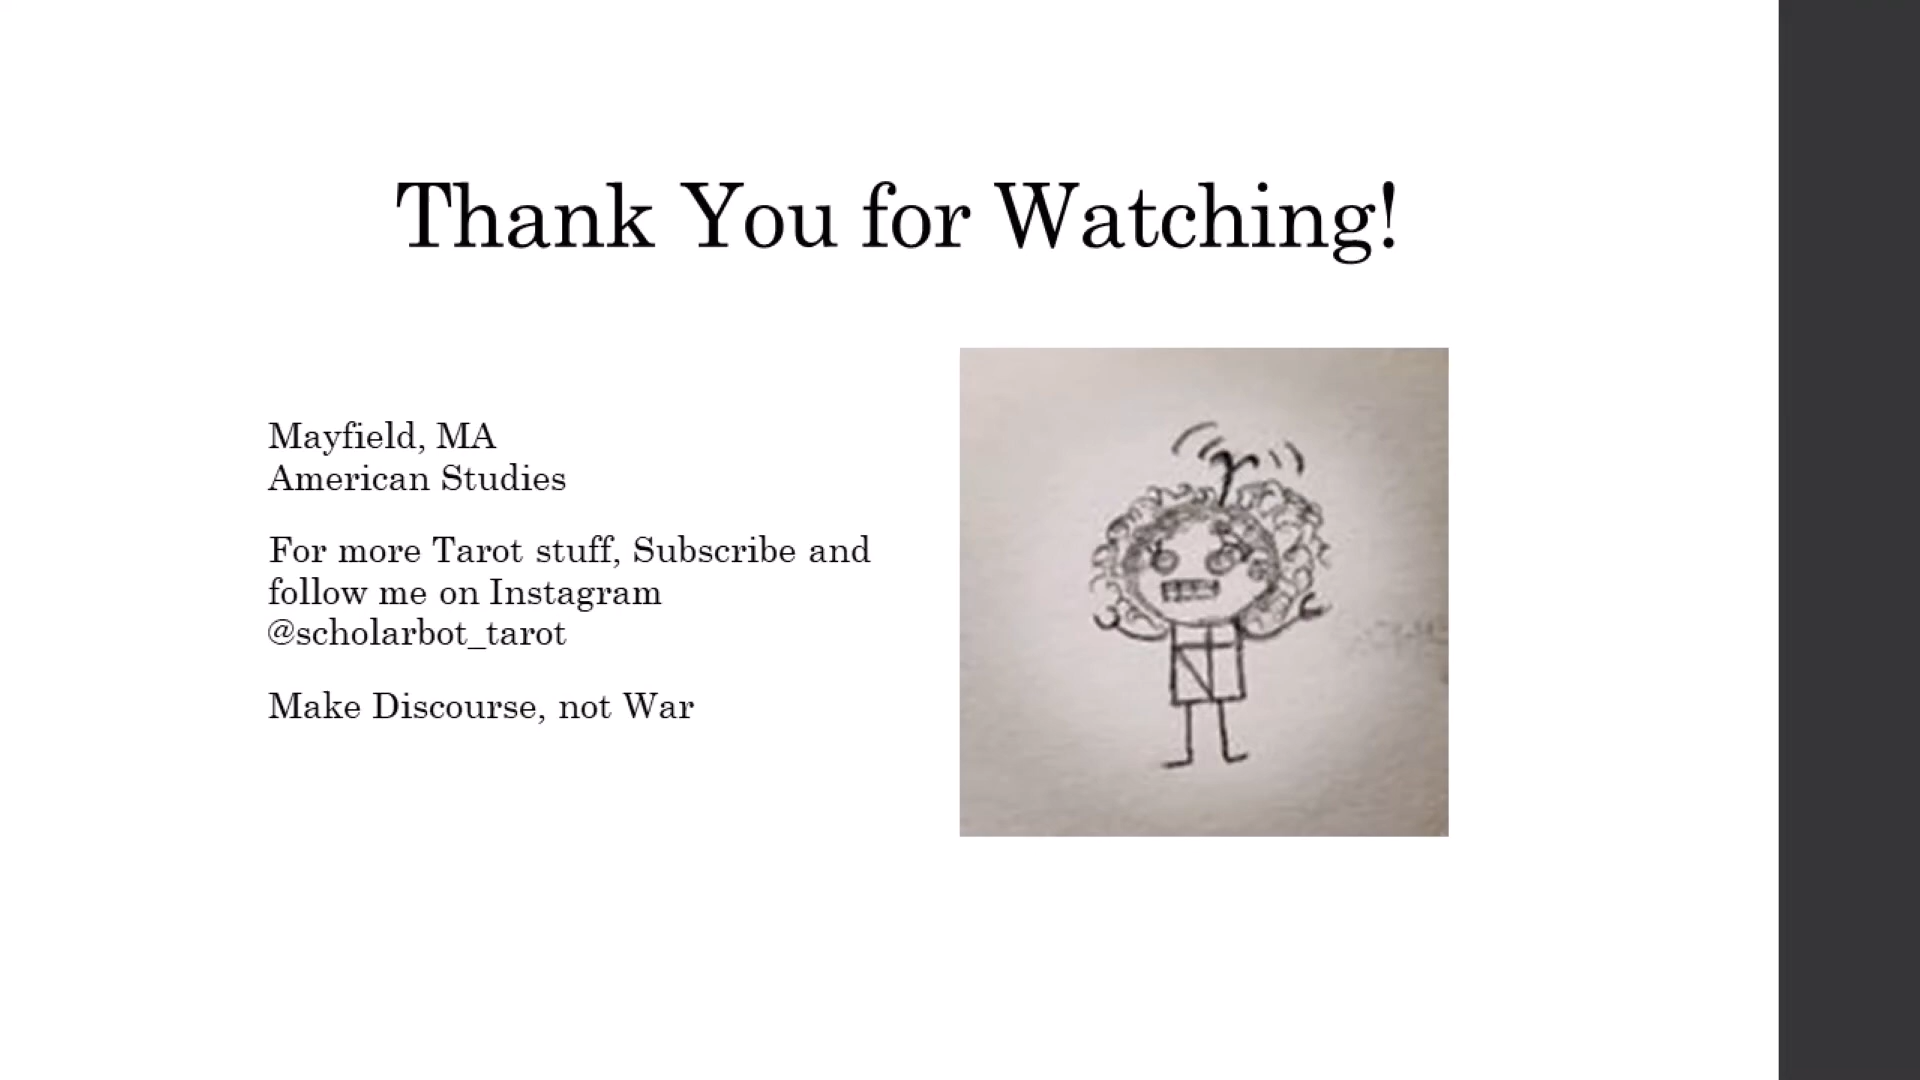 Thank You for Watching!
Mayfield, MA
American Studies
For more Tarot stuff, Subscribe and
follow me on Instagram
@scholarbot_tarot
Make Discourse, not War